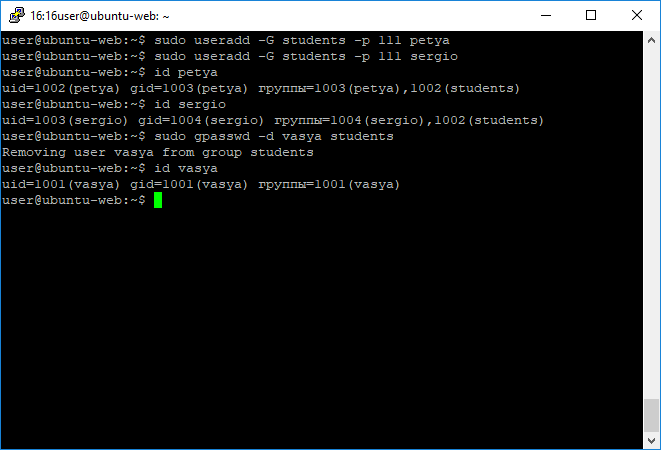 16:16user@ubuntu-web: ~
user@ubuntu-web:~$ sudo useradd -G students -p 111 petya
user@ubuntu-web:~$ sudo useradd -G students -p 111 sergio
user@ubuntu-web:~$ id petya
uid=1002(petya) gid=1003(petya) группы=1003(petya),1002(students)
user@ubuntu-web:~$ id sergio
uid=1003(sergio) gid=1004(sergio) группы=1004(sergio),1002(students)
user@ubuntu-web:~$ sudo gpasswd -d vasya students
Removing user vasya from group students
user@ubuntu-web:~$ id vasya
uid=1001(vasya) gid=1001(vasya) группы=1001(vasya)
user@ubuntu-web:~$